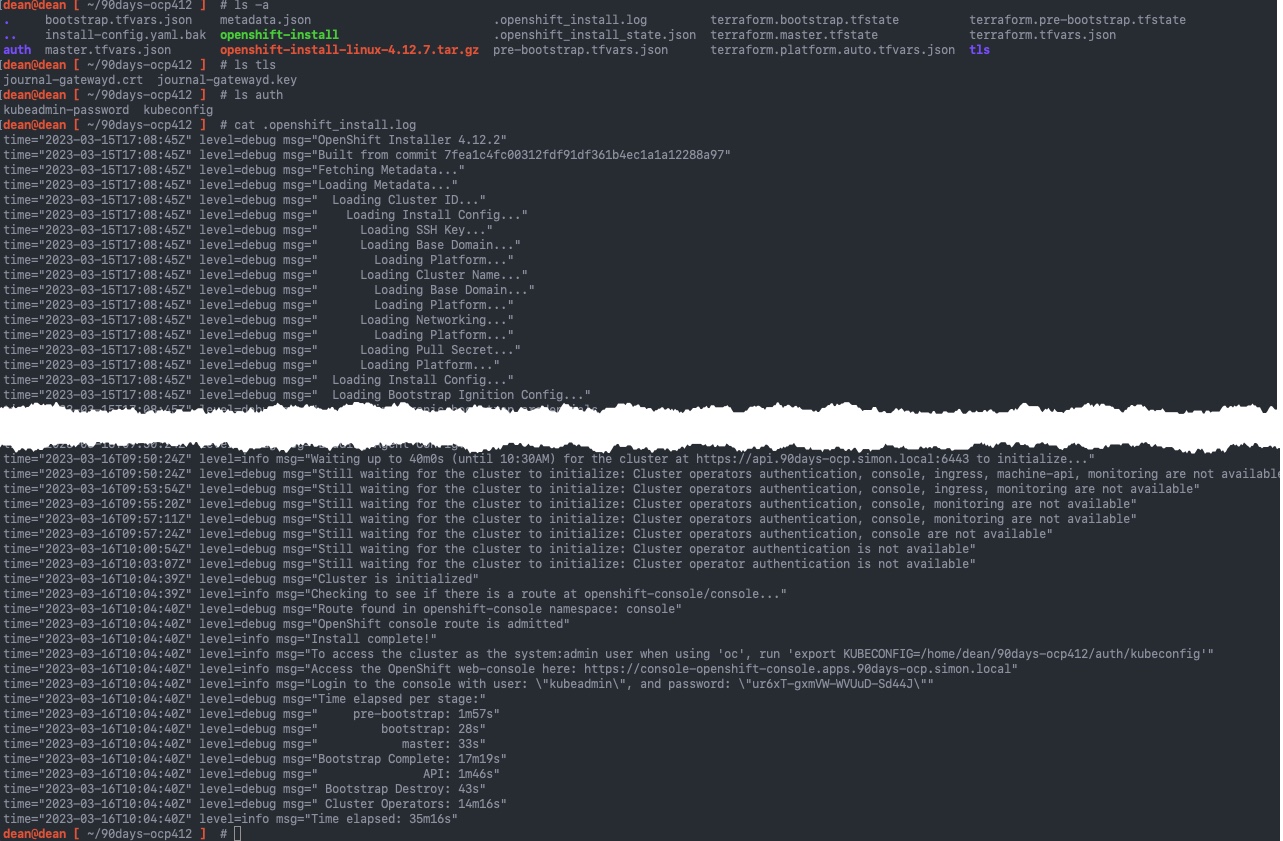 [dean@dean [ ~/90days-ocp412 ]  # ls -a
.    bootstrap.tfvars.json    metadata.json    .openshift_install.log    terraform.bootstrap.tfstate    terraform.pre-bootstrap.tfstate
..   install-config.yaml.bak  openshift-install    .openshift_install_state.json  terraform.master.tfstate    terraform.tfvars.json
auth  master.tfvars.json    openshift-install-linux-4.12.7.tar.gz  pre-bootstrap.tfvars.json    terraform.platform.auto.tfvars.json  tls
[dean@dean [ ~/90days-ocp412 ]  # ls tls
journal-gatewayd.crt  journal-gatewayd.key
[dean@dean [ ~/90days-ocp412 ]  # ls auth
kubeadmin-password  kubeconfig
[dean@dean [ ~/90days-ocp412 ]  # cat .openshift_install.log
time="2023-03-15T17:08:45Z" level=debug msg="OpenShift Installer 4.12.2"
time="2023-03-15T17:08:45Z" level=debug msg="Built from commit 7fea1c4fc00312fdf91df361b4ec1a1a12288a97"
time="2023-03-15T17:08:45Z" level=debug msg="Fetching Metadata..."
time="2023-03-15T17:08:45Z" level=debug msg="Loading Metadata..."
time="2023-03-15T17:08:45Z" level=debug msg="  Loading Cluster ID..."
time="2023-03-15T17:08:45Z" level=debug msg="    Loading Install Config..."
time="2023-03-15T17:08:45Z" level=debug msg="      Loading SSH Key..."
time="2023-03-15T17:08:45Z" level=debug msg="      Loading Base Domain..."
time="2023-03-15T17:08:45Z" level=debug msg="        Loading Platform..."
time="2023-03-15T17:08:45Z" level=debug msg="      Loading Cluster Name..."
time="2023-03-15T17:08:45Z" level=debug msg="        Loading Base Domain..."
time="2023-03-15T17:08:45Z" level=debug msg="        Loading Platform..."
time="2023-03-15T17:08:45Z" level=debug msg="      Loading Networking..."
time="2023-03-15T17:08:45Z" level=debug msg="        Loading Platform..."
time="2023-03-15T17:08:45Z" level=debug msg="      Loading Pull Secret..."
time="2023-03-15T17:08:45Z" level=debug msg="      Loading Platform..."
time="2023-03-15T17:08:45Z" level=debug msg="  Loading Install Config..."
time="2023-03-15T17:08:45Z" level=debug msg="  Loading Bootstrap Ignition Config..."
time="2023-03-16T09:50:24Z" level=info msg="Waiting up to 40m0s (until 10:30AM) for the cluster at https://api.90days-ocp.simon.local:6443 to initialize..."
time="2023-03-16T09:50:24Z" level=debug msg="Still waiting for the cluster to initialize: Cluster operators authentication, console, ingress, machine-api, monitoring are not available
time="2023-03-16T09:53:54Z" level=debug msg="Still waiting for the cluster to initialize: Cluster operators authentication, console, ingress, monitoring are not available"
time="2023-03-16T09:55:20Z" level=debug msg="Still waiting for the cluster to initialize: Cluster operators authentication, console, monitoring are not available"
time="2023-03-16T09:57:11Z" level=debug msg="Still waiting for the cluster to initialize: Cluster operators authentication, console, monitoring are not available"
time="2023-03-16T09:57:24Z" level=debug msg="Still waiting for the cluster to initialize: Cluster operators authentication, console are not available"
time="2023-03-16T10:00:54Z" level=debug msg="Still waiting for the cluster to initialize: Cluster operator authentication is not available"
time="2023-03-16T10:03:07Z" level=debug msg="Still waiting for the cluster to initialize: Cluster operator authentication is not available"
time="2023-03-16T10:04:39Z" level=debug msg="Cluster is initialized"
time="2023-03-16T10:04:39Z" level=info msg="Checking to see if there is a route at openshift-console/console..."
time="2023-03-16T10:04:40Z" level=debug msg="Route found in openshift-console namespace: console"
time="2023-03-16T10:04:40Z" level=debug msg="OpenShift console route is admitted"
time="2023-03-16T10:04:40Z" level=info msg="Install complete!"
time="2023-03-16T10:04:40Z" level=info msg="To access the cluster as the system:admin user when using 'oc', run 'export KUBECONFIG=/home/dean/90days-ocp412/auth/kubeconfig'"
time="2023-03-16T10:04:40Z" level=info msg="Access the OpenShift web-console here: https://console-openshift-console.apps.90days-ocp.simon.local"
time="2023-03-16T10:04:40Z" level=info msg="Login to the console with user: \"kubeadmin\", and password: \"ur6xT-gxmVW-WVUuD-Sd44J\""
time="2023-03-16T10:04:40Z" level=debug msg="Time elapsed per stage:"
time="2023-03-16T10:04:40Z" level=debug msg="     pre-bootstrap: 1m57s"
time="2023-03-16T10:04:40Z" level=debug msg="         bootstrap: 28s"
time="2023-03-16T10:04:40Z" level=debug msg="            master: 33s"
time="2023-03-16T10:04:40Z" level=debug msg="Bootstrap Complete: 17m19s"
time="2023-03-16T10:04:40Z" level=debug msg="               API: 1m46s"
time="2023-03-16T10:04:40Z" level=debug msg=" Bootstrap Destroy: 43s"
time="2023-03-16T10:04:40Z" level=debug msg=" Cluster Operators: 14m16s"
time="2023-03-16T10:04:40Z" level=info msg="Time elapsed: 35m16s"
dean@dean [ ~/90days-ocp412 ]  #